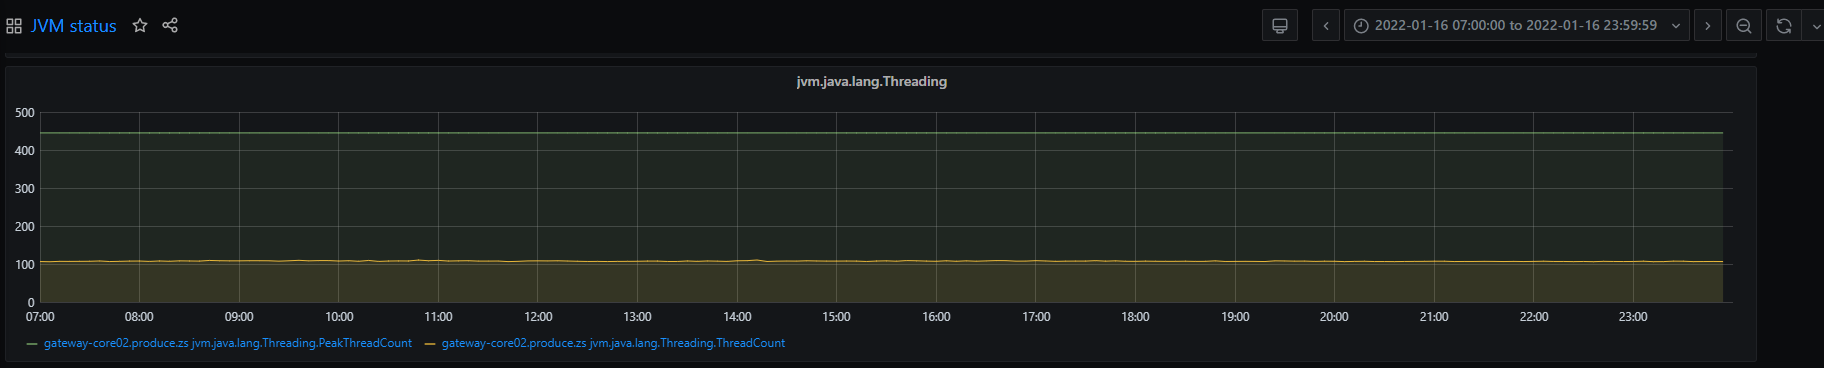 JVM status
2022-01-16 07:00:00 to 2022-01-16 23:59:59
jvm.java.lang.Threading
500
400
300
200
100
0
07:00 08:00 09:00 10:00 11:00 12:00 13:00 14:00 15:00 16:00 17:00 18:00 19:00 20:00 21:00 22:00 23:00
gateway-core02.produce.zs jvm.java.lang.Threading.PeakThreadCount gateway-core02.produce.zs jvm.java.lang.Threading.ThreadCount